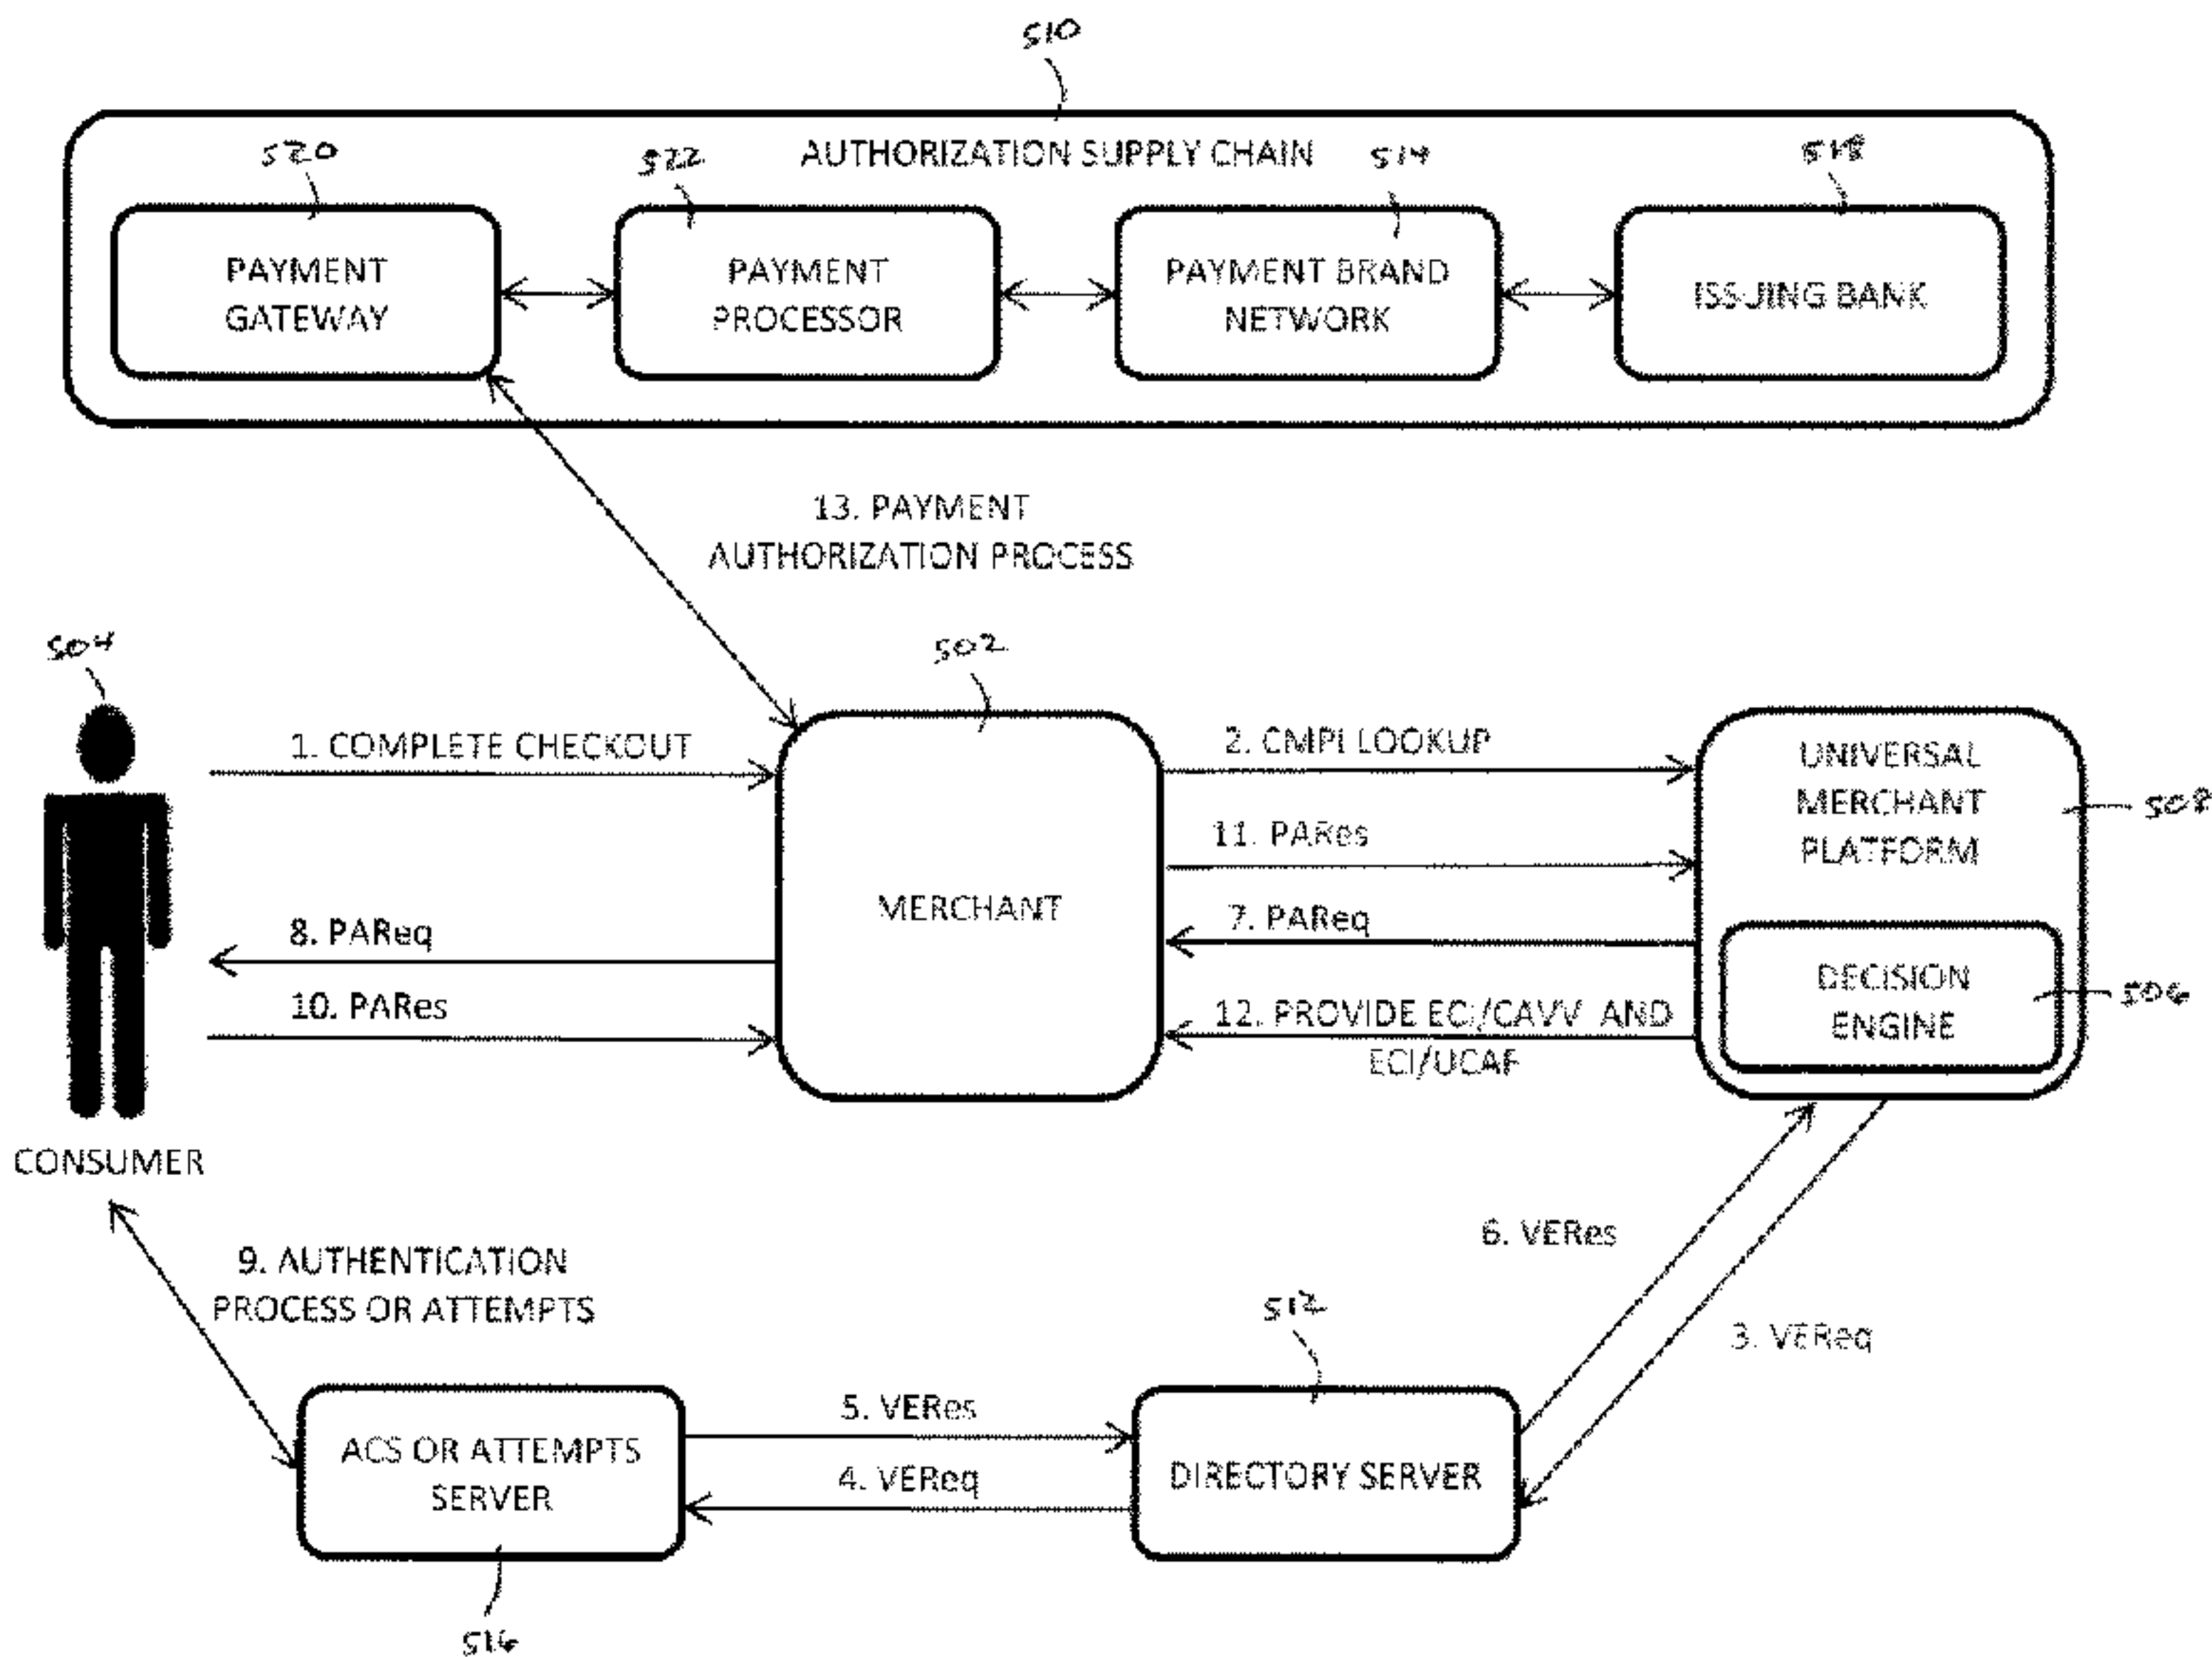 510
AUTHORIZATION SUPPLY CHAIN
520
522
514
518
PAYMENT
GATEWAY
PAYMENT
PROCESSOR
PAYMENT BRAND
NETWORK
ISSUING BANK
13. PAYMENT
AUTHORIZATION PROCESS
504
502
1. COMPLETE CHECKOUT
2. CMPI LOOKUP
UNIVERSAL
MERCHANT
PLATFORM
508
11. PARes
MERCHANT
8. PAReq
7. PAReq
10. PARes
12. PROVIDE ECI/CAVV AND
ECI/UCAF
DECISION
ENGINE
506
CONSUMER
9. AUTHENTICATION
PROCESS OR ATTEMPTS
6. VERes
3. VEReq
512
5. VERes
4. VEReq
ACS OR ATTEMPTS
SERVER
DIRECTORY SERVER
516